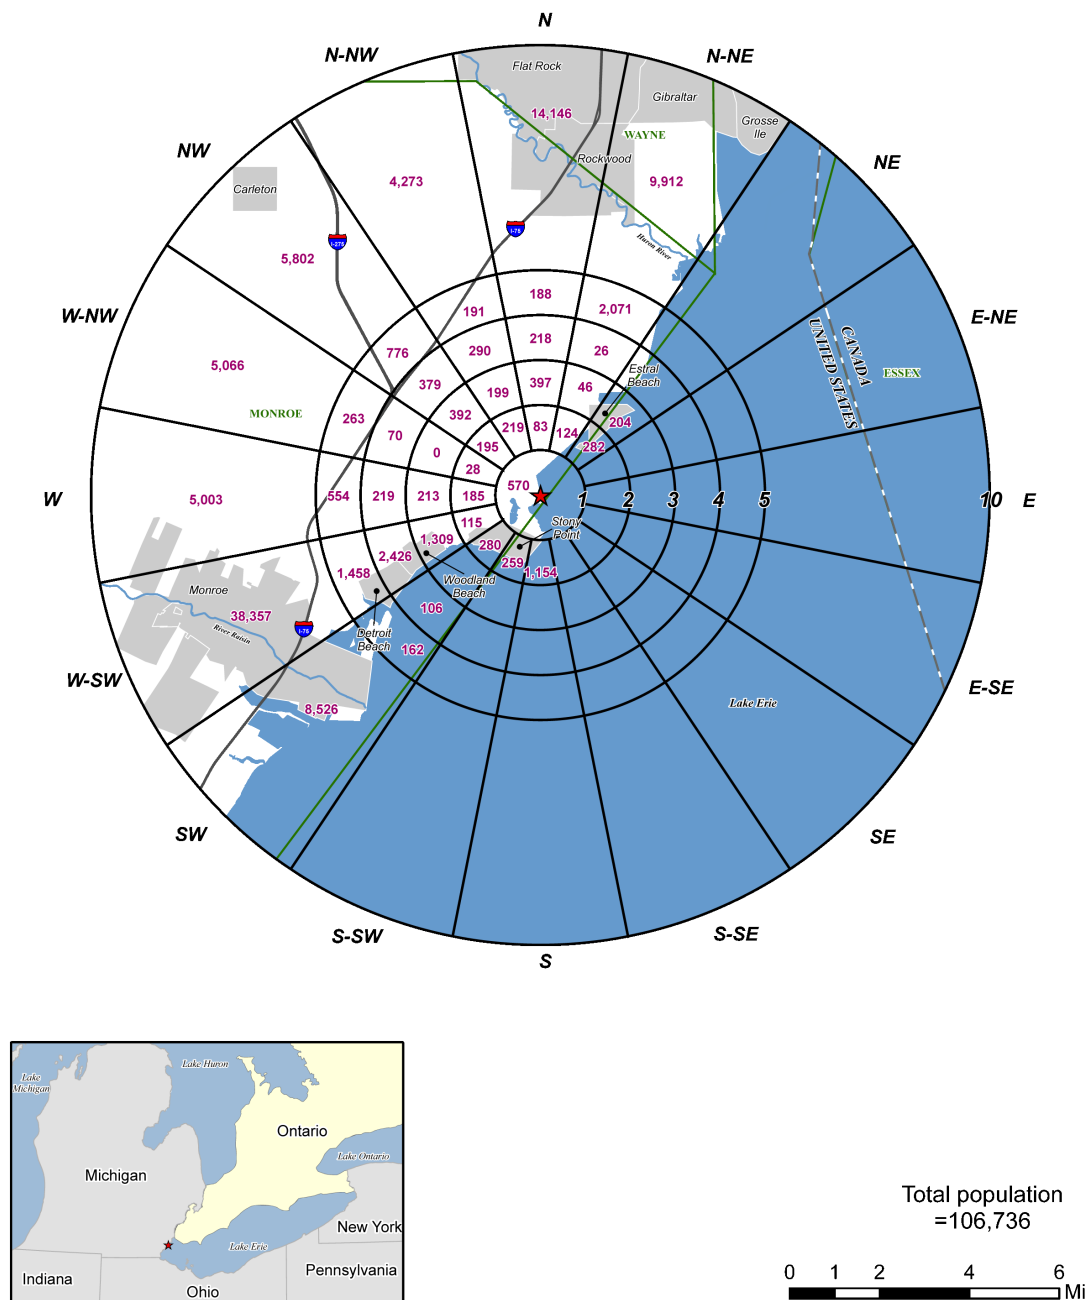 N
N-NW
N-NE
Flat Rock
Gibraltar
14,146
Grosse
Ile
WAYNE
NW
Rockwood
NE
4,273
9,912
Carleton
I-275
I-75
Huron River
5,802
188
191
2,071
W-NW
E-NE
218
776
290
26
CANADA
UNITED STATES
5,066
Estral
Beach
ESSEX
379
199
397
46
MONROE
263
392
204
70
219
83
124
195
282
0
28
570
W
5,003
554
219
213
185
1
2
3
4
5
10
E
115
Stony
Point
1,309
280
2,426
259
1,154
1,458
Woodland
Beach
Monroe
106
38,357
I-75
River Raisin
Detroit
Beach
162
W-SW
E-SE
8,526
Lake Erie
SW
SE
S-SW
S-SE
S
Lake Huron
Lake
Michigan
Ontario
Lake Ontario
Michigan
New York
Lake Erie
Pennsylvania
Indiana
Ohio
Total population
=106,736
0 1 2 4 6
Mi